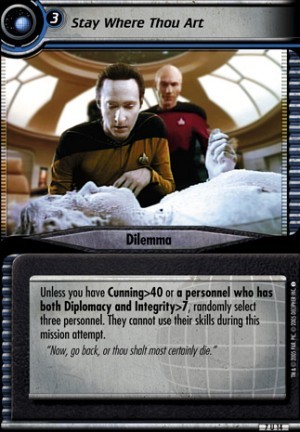 3 Stay Where Thou Art
Dilemma
Unless you have Cunning>40 or a personnel who has
both Diplomacy and Integrity>7, randomly select
three personnel. They cannot use their skills during this
mission attempt.
"Now, go back, or thou shalt most certainly die."
7 U 14